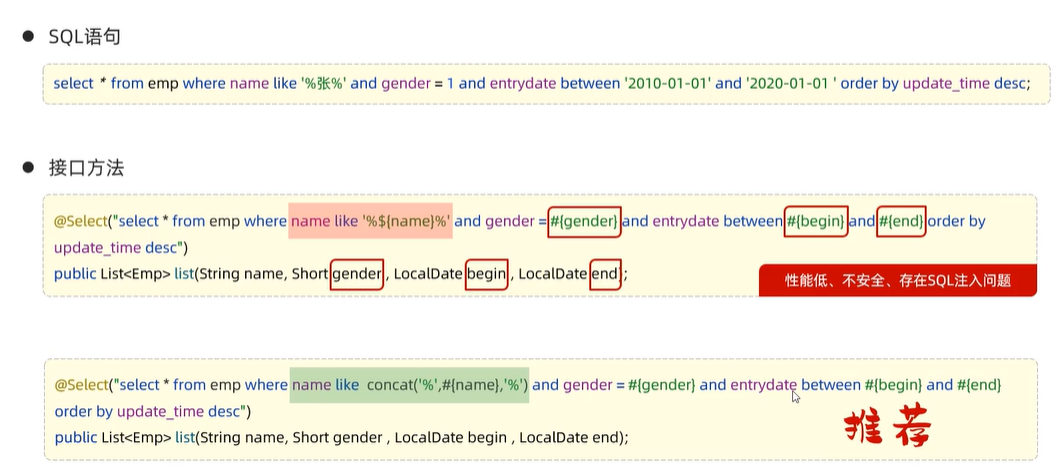 ● SQL语句
select * from emp where name like '%张%' and gender = 1 and entrydate between '2010-01-01' and '2020-01-01 ' order by update_time desc;
● 接口方法
@Select("select * from emp where name like '%${name}%' and gender = #{gender} and entrydate between #{begin} and #{end} order by
update_time desc")
public List<Emp> list(String name, Short gender , LocalDate begin , LocalDate end);
性能低、不安全、存在SQL注入问题
@Select("select * from emp where name like concat('%',#{name},'%') and gender = #{gender} and entrydate between #{begin} and #{end}
order by update_time desc")
public List<Emp> list(String name, Short gender , LocalDate begin , LocalDate end);
推荐